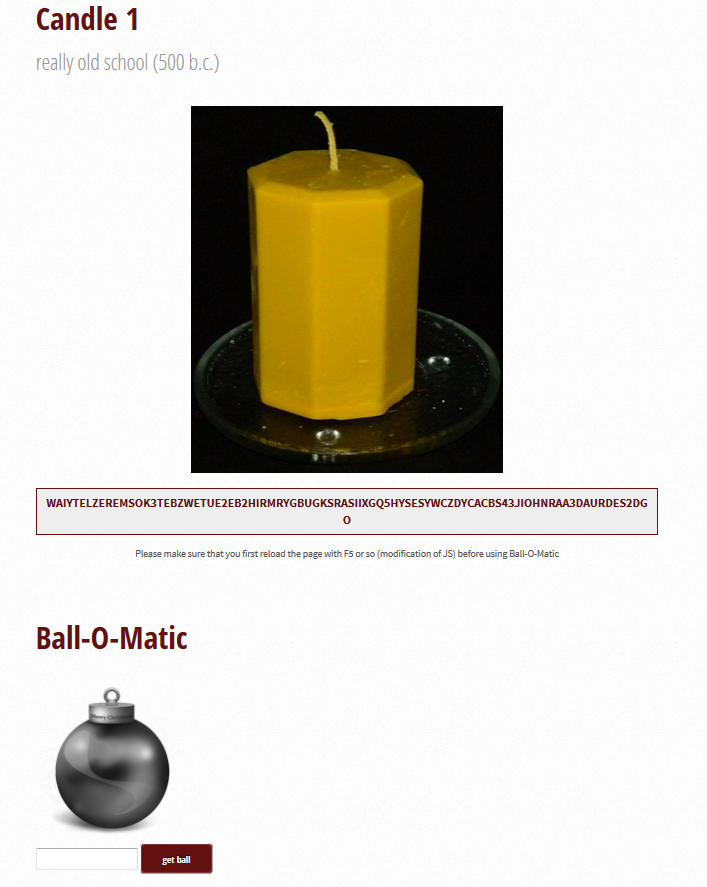 Candle 1
really old school (500 b.c.)
WAIYTELZEREMSOK3TEBZWETUE2EB2HIRMRYGBUGKSRASIIXGQ5HYSESYWCZDYCACBS43JIOHNRAA3DAURDES2DG
O
Please make sure that you first reload the page with F5 or so (modification of JS) before using Ball-O-Matic
Ball-O-Matic
Merry Christmas
get ball